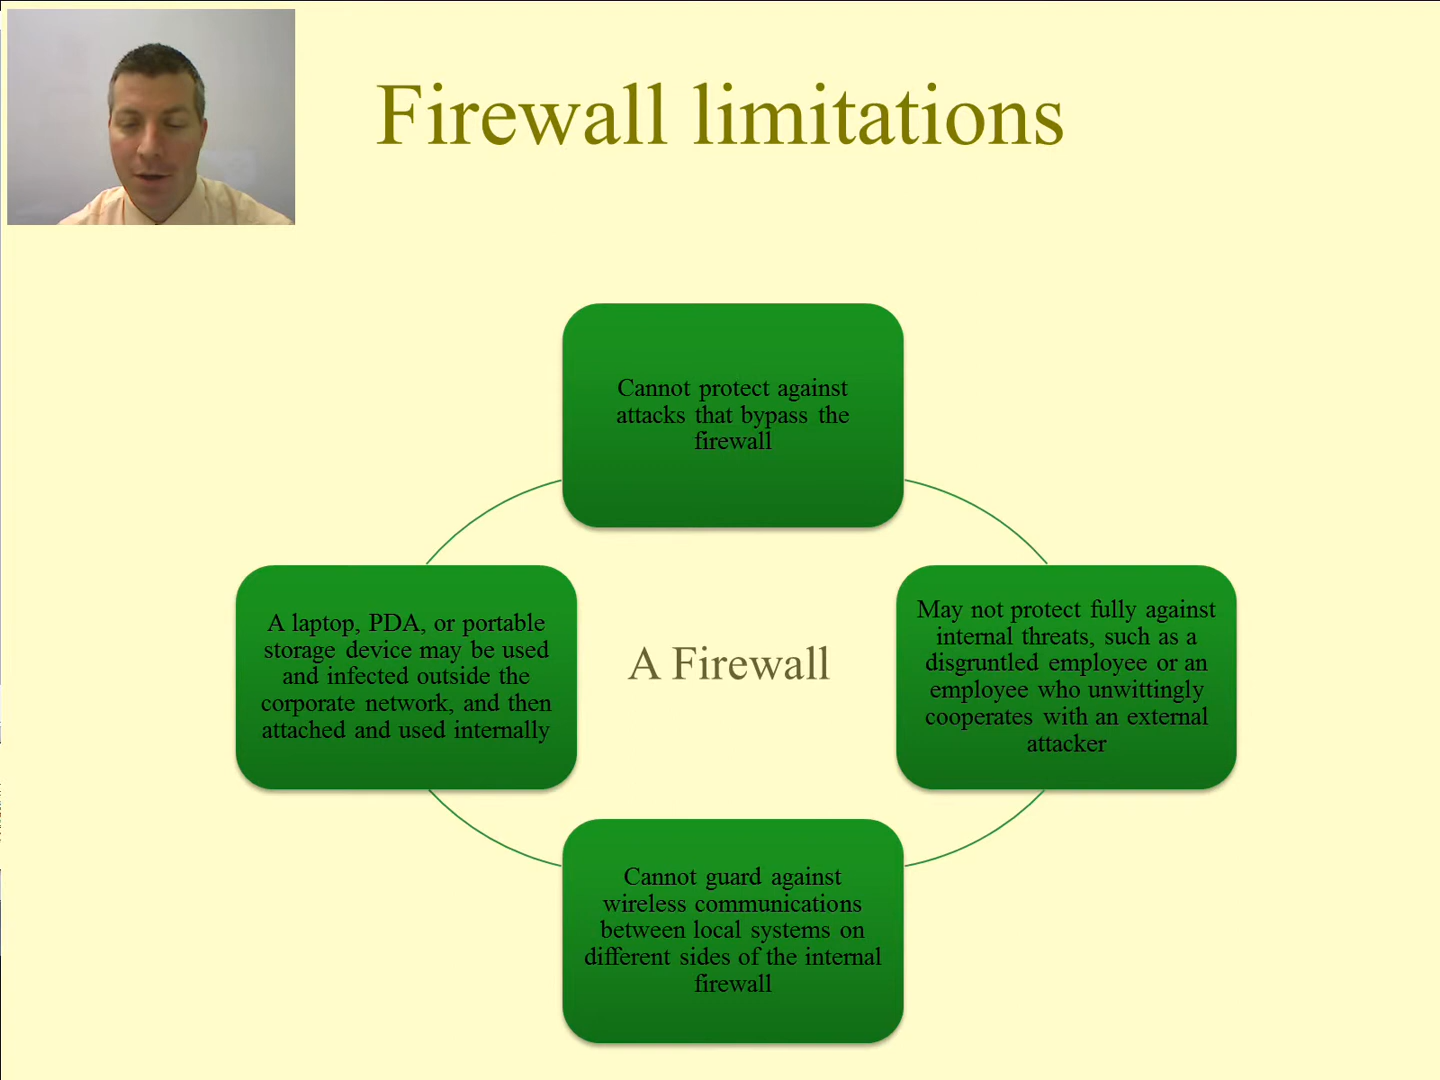 Firewall limitations
Cannot protect against
attacks that bypass the
firewall
A laptop, PDA, or portable
storage device may be used
and infected outside the
corporate network, and then
attached and used internally
A Firewall
May not protect fully against
internal threats, such as a
disgruntled employee or an
employee who unwittingly
cooperates with an external
attacker
Cannot guard against
wireless communications
between local systems on
different sides of the internal
firewall